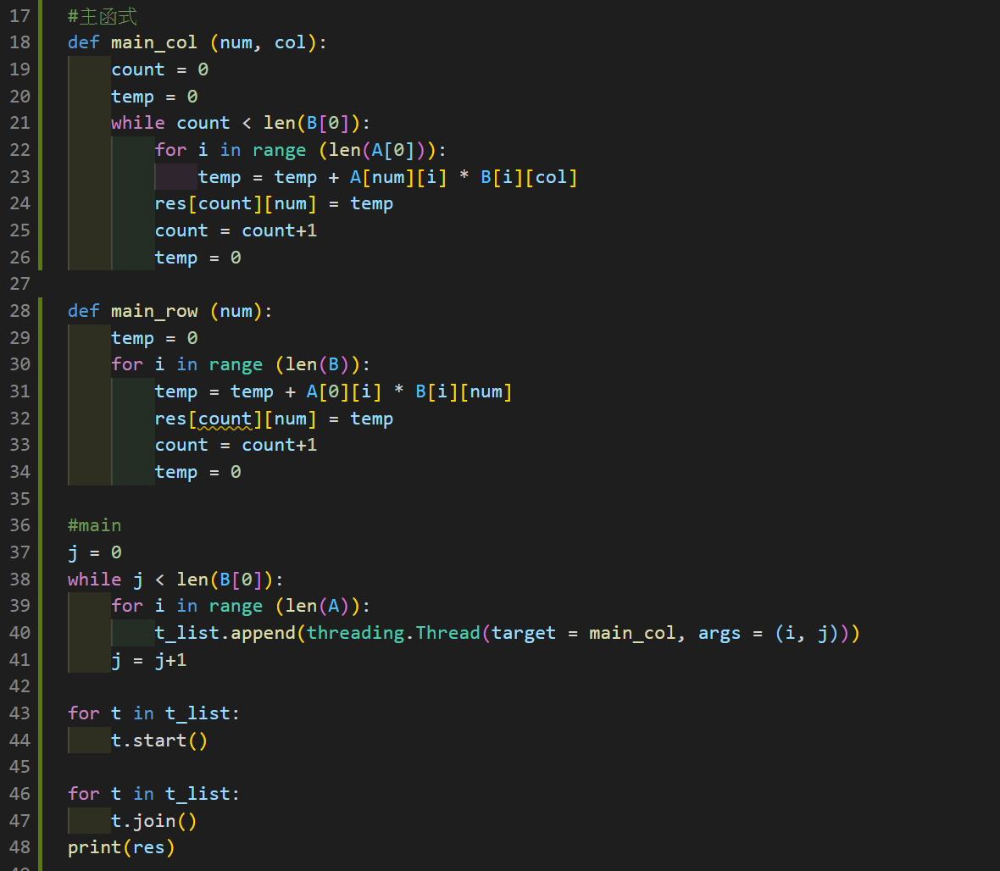 17 #主函式
18 def main_col (num, col):
19     count = 0
20     temp = 0
21     while count < len(B[0]):
22         for i in range (len(A[0])):
23             temp = temp + A[num][i] * B[i][col]
24         res[count][num] = temp
25         count = count+1
26         temp = 0
27
28 def main_row (num):
29     temp = 0
30     for i in range (len(B)):
31         temp = temp + A[0][i] * B[i][num]
32         res[count][num] = temp
33         count = count+1
34         temp = 0
35
36 #main
37 j = 0
38 while j < len(B[0]):
39     for i in range (len(A)):
40         t_list.append(threading.Thread(target = main_col, args = (i, j)))
41     j = j+1
42
43 for t in t_list:
44     t.start()
45
46 for t in t_list:
47     t.join()
48 print(res)